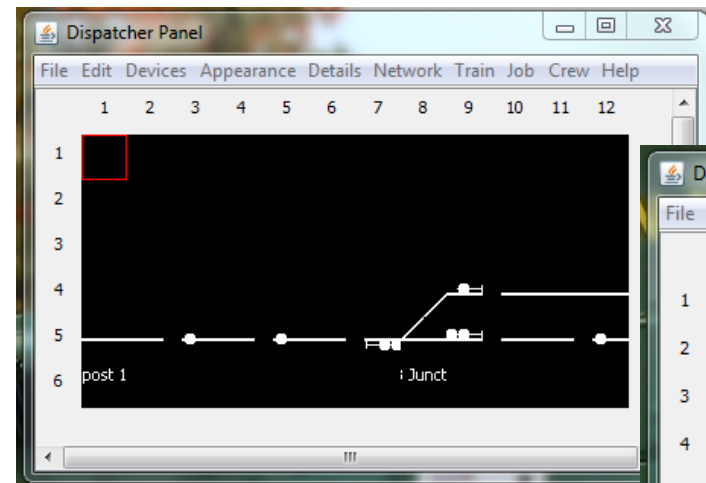 Dispatcher Panel
File Edit Devices Appearance Details Network Train Job Crew Help
1 2 3 4 5 6 7 8 9 10 11 12
1
2
3
4
5
6
post 1
Junct
D
File
1
2
3
4